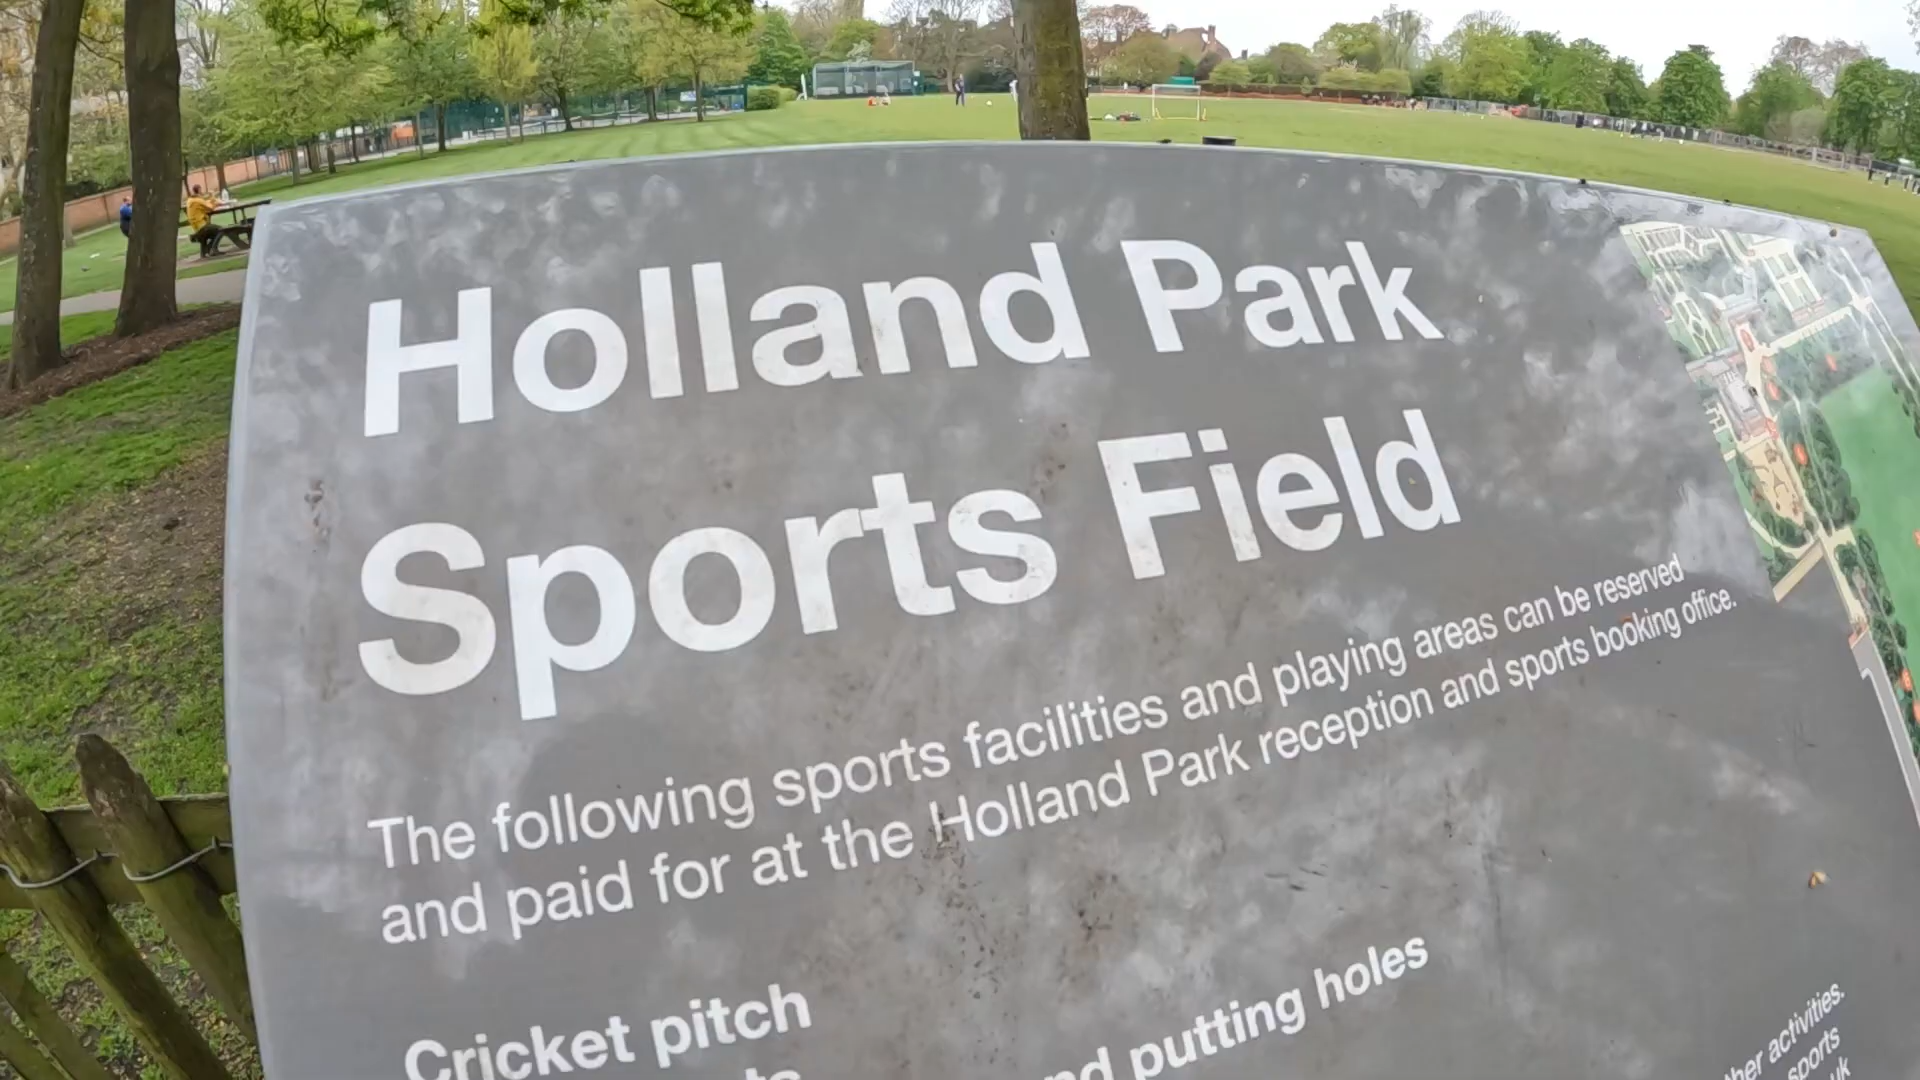 Holland Park
Sports Field
The following sports facilities and playing areas can be reserved
and paid for at the Holland Park reception and sports booking office.
Cricket pitch
putting holes
activities.
sports